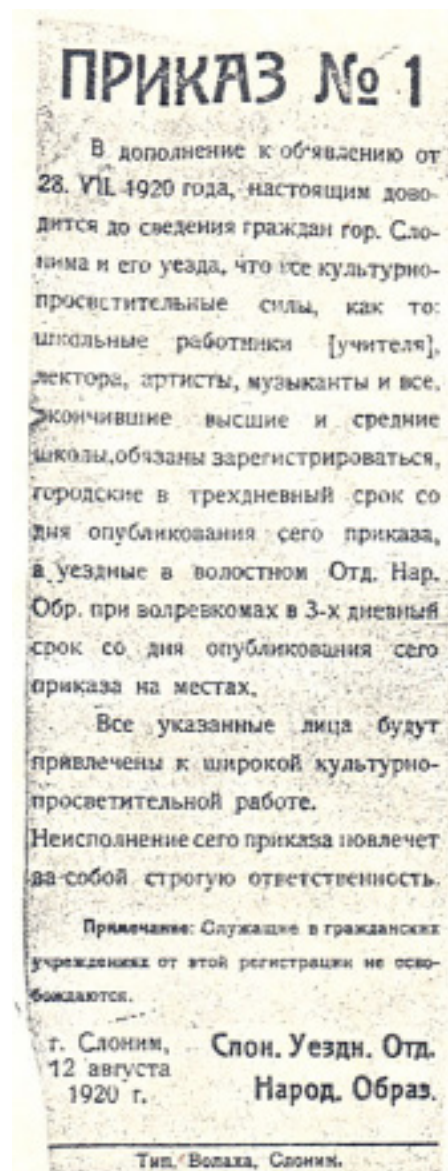 ПРИКАЗ № 1
В дополнение к об'явлению от
28. VII. 1920 года, настоящим дово-
дится до сведения граждан гор. Сло-
нима и его уезда, что все культурно-
просветительные силы, как то:
школьные работники [учителя],
лектора, артисты, музыканты и все,
окончившие высшие и средние
школы, обязаны зарегистрироваться,
городские в трехдневный срок со
дня опубликования сего приказа,
а уездные в волостном Отд. Нар.
Обр. при волревкомах в 3-х дневный
срок со дня опубликования сего
приказа на местах.
Все указанные лица будут
привлечены к широкой культурно-
просветительной работе.
Неисполнение сего приказа повлечет
за собой строгую ответственность.
Примечание: Служащие в гражданских
учреждениях от этой регистрации не осво-
бождаются.
г. Слоним,
12 августа
1920 г.
Слон. Уездн. Отд.
Народ. Образ.
Тип. Волаха, Слоним.